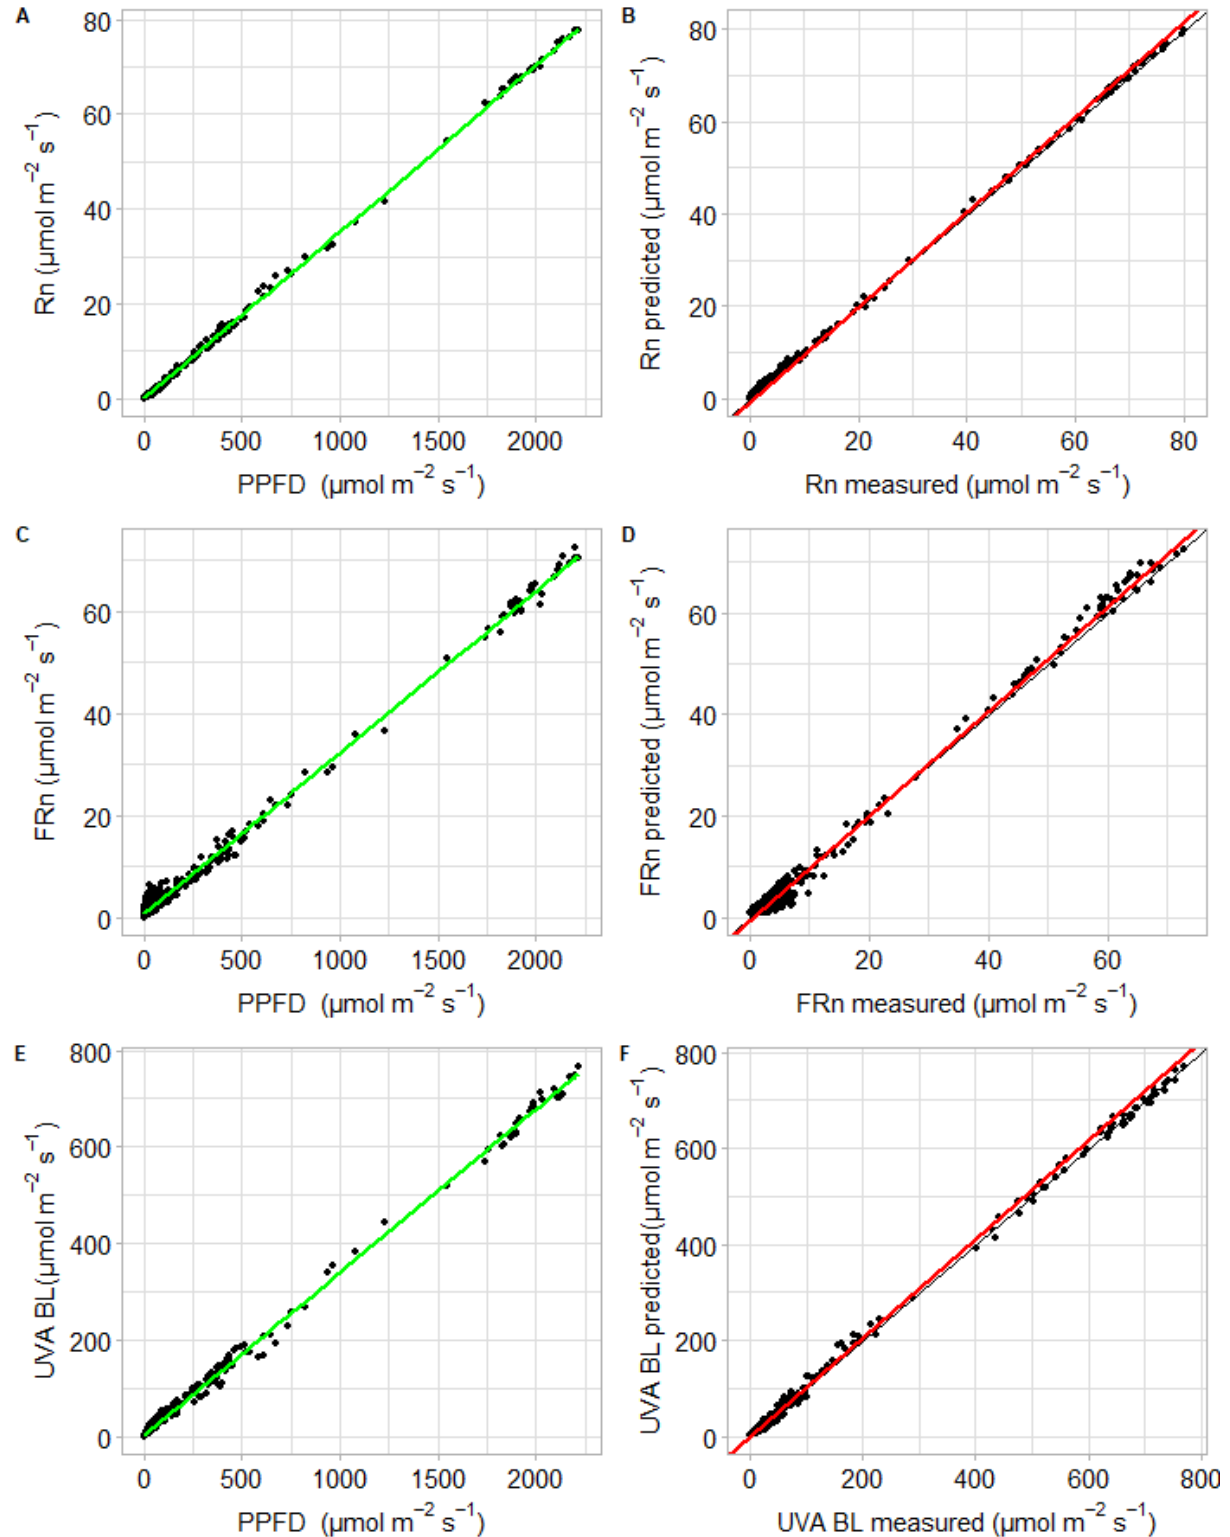 A
80
60
40
20
0
Rn (µmol m−2 s−1)
0 500 1000 1500 2000
PPFD (µmol m−2 s−1)
B
80
60
40
20
0
Rn predicted (µmol m−2 s−1)
0 20 40 60 80
Rn measured (µmol m−2 s−1)
C
60
40
20
0
FRn (µmol m−2 s−1)
0 500 1000 1500 2000
PPFD (µmol m−2 s−1)
D
60
40
20
0
FRn predicted (µmol m−2 s−1)
0 20 40 60
FRn measured (µmol m−2 s−1)
E
800
600
400
200
0
UVA BL(µmol m−2 s−1)
0 500 1000 1500 2000
PPFD (µmol m−2 s−1)
F
800
600
400
200
0
UVA BL predicted(µmol m−2 s−1)
0 200 400 600 800
UVA BL measured (µmol m−2 s−1)